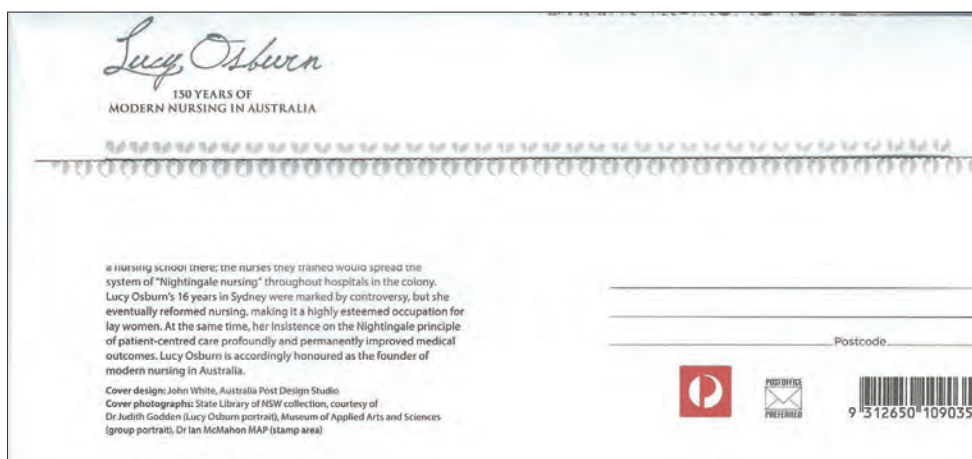 Lucy Osburn
150 YEARS OF
MODERN NURSING IN AUSTRALIA
a nursing school there; the nurses they trained would spread the
system of "Nightingale nursing" throughout hospitals in the colony.
Lucy Osburn's 16 years in Sydney were marked by controversy, but she
eventually reformed nursing, making it a highly esteemed occupation for
lay women. At the same time, her insistence on the Nightingale principle
of patient-centred care profoundly and permanently improved medical
outcomes. Lucy Osburn is accordingly honoured as the founder of
modern nursing in Australia.
Cover design: John White, Australia Post Design Studio
Cover photographs: State Library of NSW collection, courtesy of
Dr Judith Godden (Lucy Osburn portrait), Museum of Applied Arts and Sciences
(group portrait), Dr Ian McMahon MAP (stamp area)
Postcode
POST OFFICE
PREFERRED
9 312650 109035